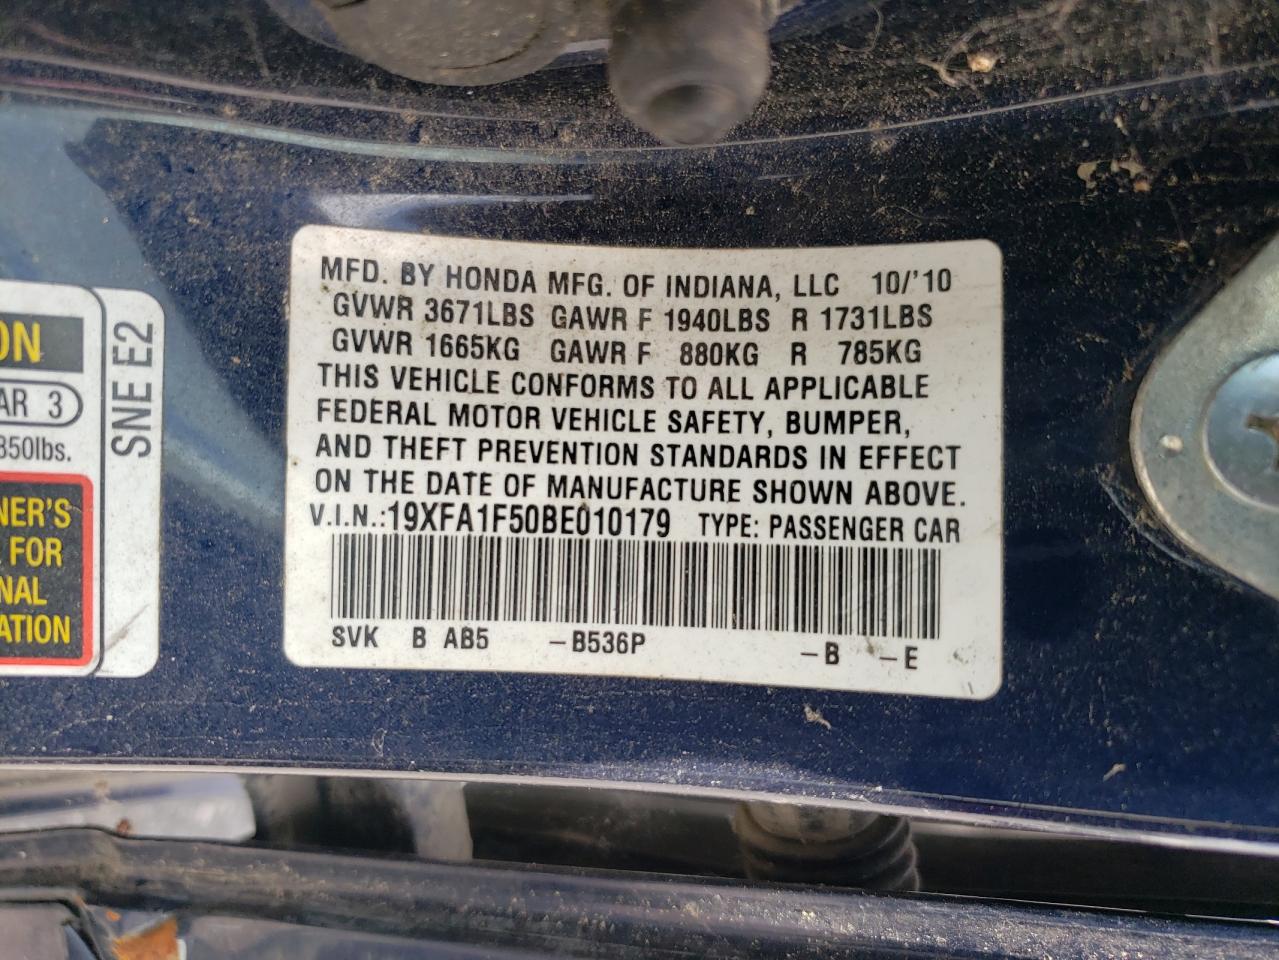 MFD. BY HONDA MFG. OF INDIANA, LLC 10/'10
GVWR 3671LBS GAWR F 1940LBS R 1731LBS
GVWR 1665KG GAWR F 880KG R 785KG
THIS VEHICLE CONFORMS TO ALL APPLICABLE
FEDERAL MOTOR VEHICLE SAFETY, BUMPER,
AND THEFT PREVENTION STANDARDS IN EFFECT
ON THE DATE OF MANUFACTURE SHOWN ABOVE.
V.I.N.:19XFA1F50BE010179 TYPE: PASSENGER CAR
SVK B AB5 -B536P -B -E
ON
AR 3
850lbs.
NER'S
FOR
NAL
ATION
SNE E2